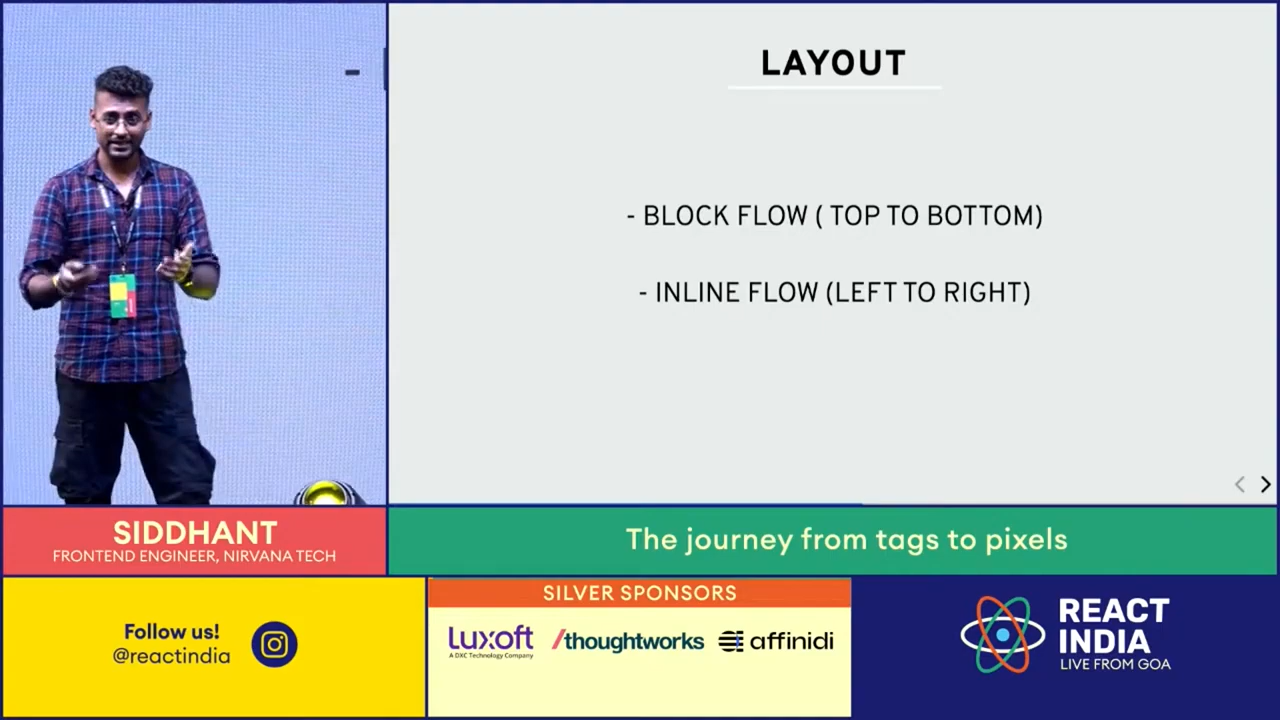 LAYOUT
- BLOCK FLOW ( TOP TO BOTTOM)
- INLINE FLOW (LEFT TO RIGHT)
SIDDHANT
FRONTEND ENGINEER, NIRVANA TECH
The journey from tags to pixels
Follow us!
@reactindia
SILVER SPONSORS
Luxoft
A DXC Technology Company
/thoughtworks
affinidi
REACT
INDIA
LIVE FROM GOA